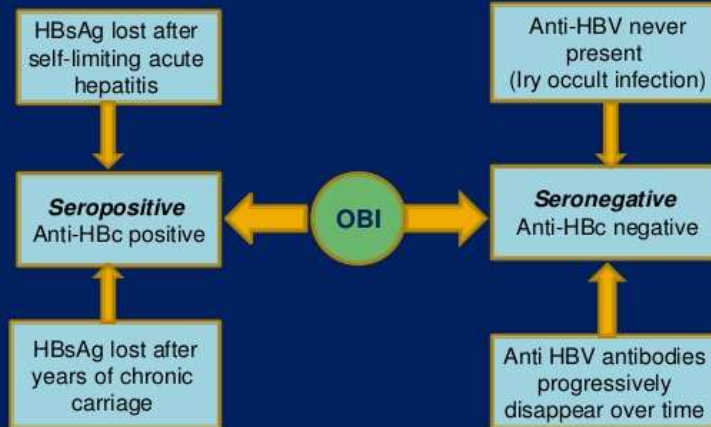 HBsAg lost after
self-limiting acute
hepatitis
Anti-HBV never
present
(Iry occult infection)
Seropositive
Anti-HBc positive
OBI
Seronegative
Anti-HBc negative
HBsAg lost after
years of chronic
carriage
Anti HBV antibodies
progressively
disappear over time